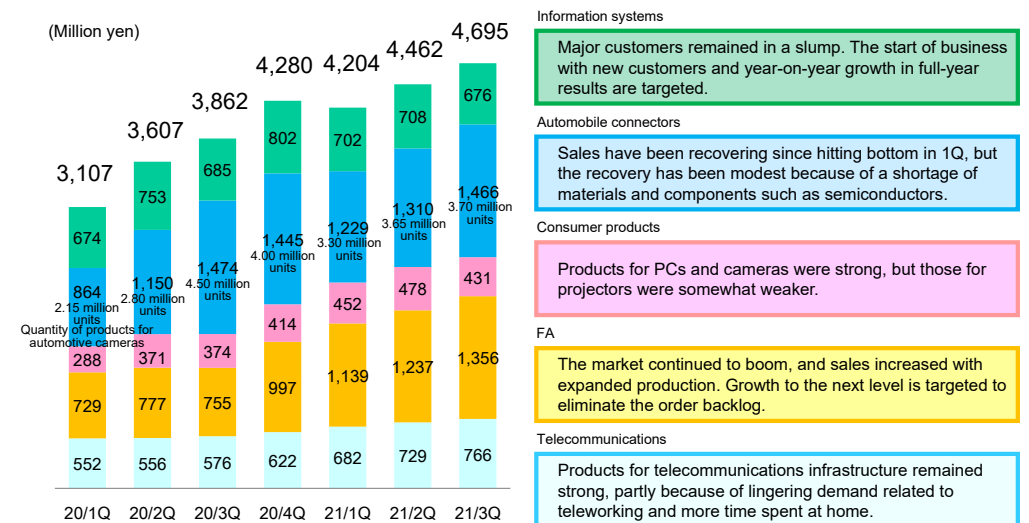 (Million yen)
3,107
3,607
3,862
4,280
4,204
4,462
4,695
674
753
685
802
702
708
676
864
2.15 million
units
Quantity of products for
automotive cameras
1,150
2.80 million
units
1,474
4.50 million
units
1,445
4.00 million
units
1,229
3.30 million
units
1,310
3.65 million
units
1,466
3.70 million
units
288
371
374
414
452
478
431
729
777
755
997
1,139
1,237
1,356
552
556
576
622
682
729
766
20/1Q
20/2Q
20/3Q
20/4Q
21/1Q
21/2Q
21/3Q
Information systems
Major customers remained in a slump. The start of business
with new customers and year-on-year growth in full-year
results are targeted.
Automobile connectors
Sales have been recovering since hitting bottom in 1Q, but
the recovery has been modest because of a shortage of
materials and components such as semiconductors.
Consumer products
Products for PCs and cameras were strong, but those for
projectors were somewhat weaker.
FA
The market continued to boom, and sales increased with
expanded production. Growth to the next level is targeted to
eliminate the order backlog.
Telecommunications
Products for telecommunications infrastructure remained
strong, partly because of lingering demand related to
teleworking and more time spent at home.